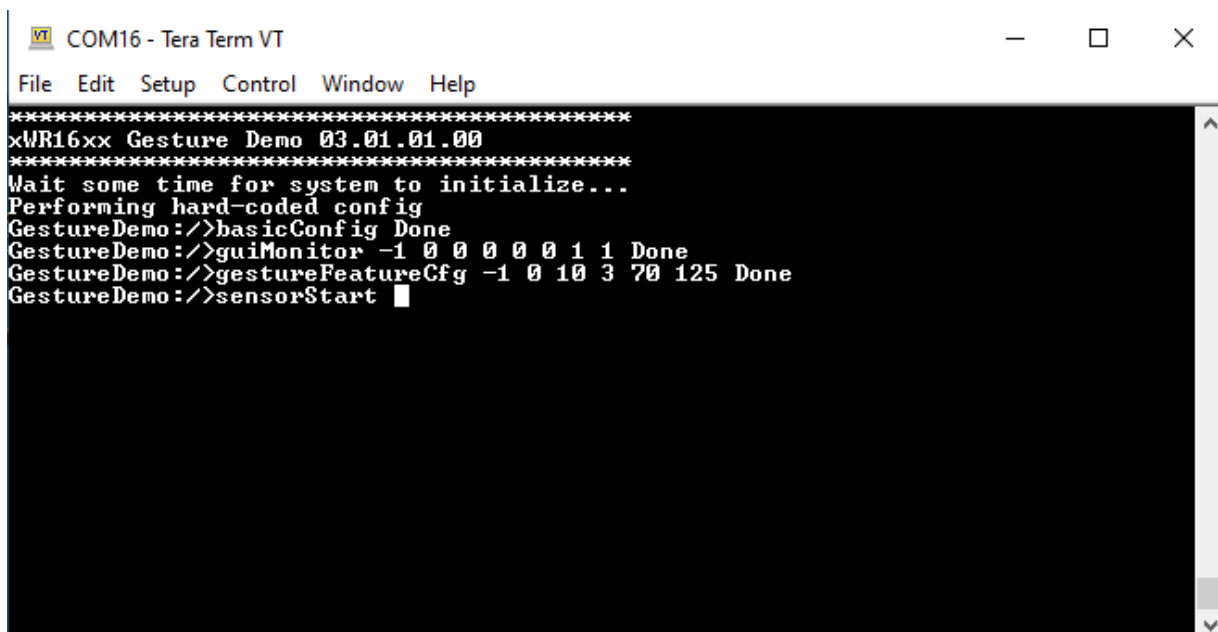 COM16 - Tera Term VT
File Edit Setup Control Window Help
******************************************
xWR16xx Gesture Demo 03.01.01.00
******************************************
Wait some time for system to initialize...
Performing hard-coded config
GestureDemo:/>basicConfig Done
GestureDemo:/>guiMonitor -1 0 0 0 0 0 1 1 Done
GestureDemo:/>gestureFeatureCfg -1 0 10 3 70 125 Done
GestureDemo:/>sensorStart